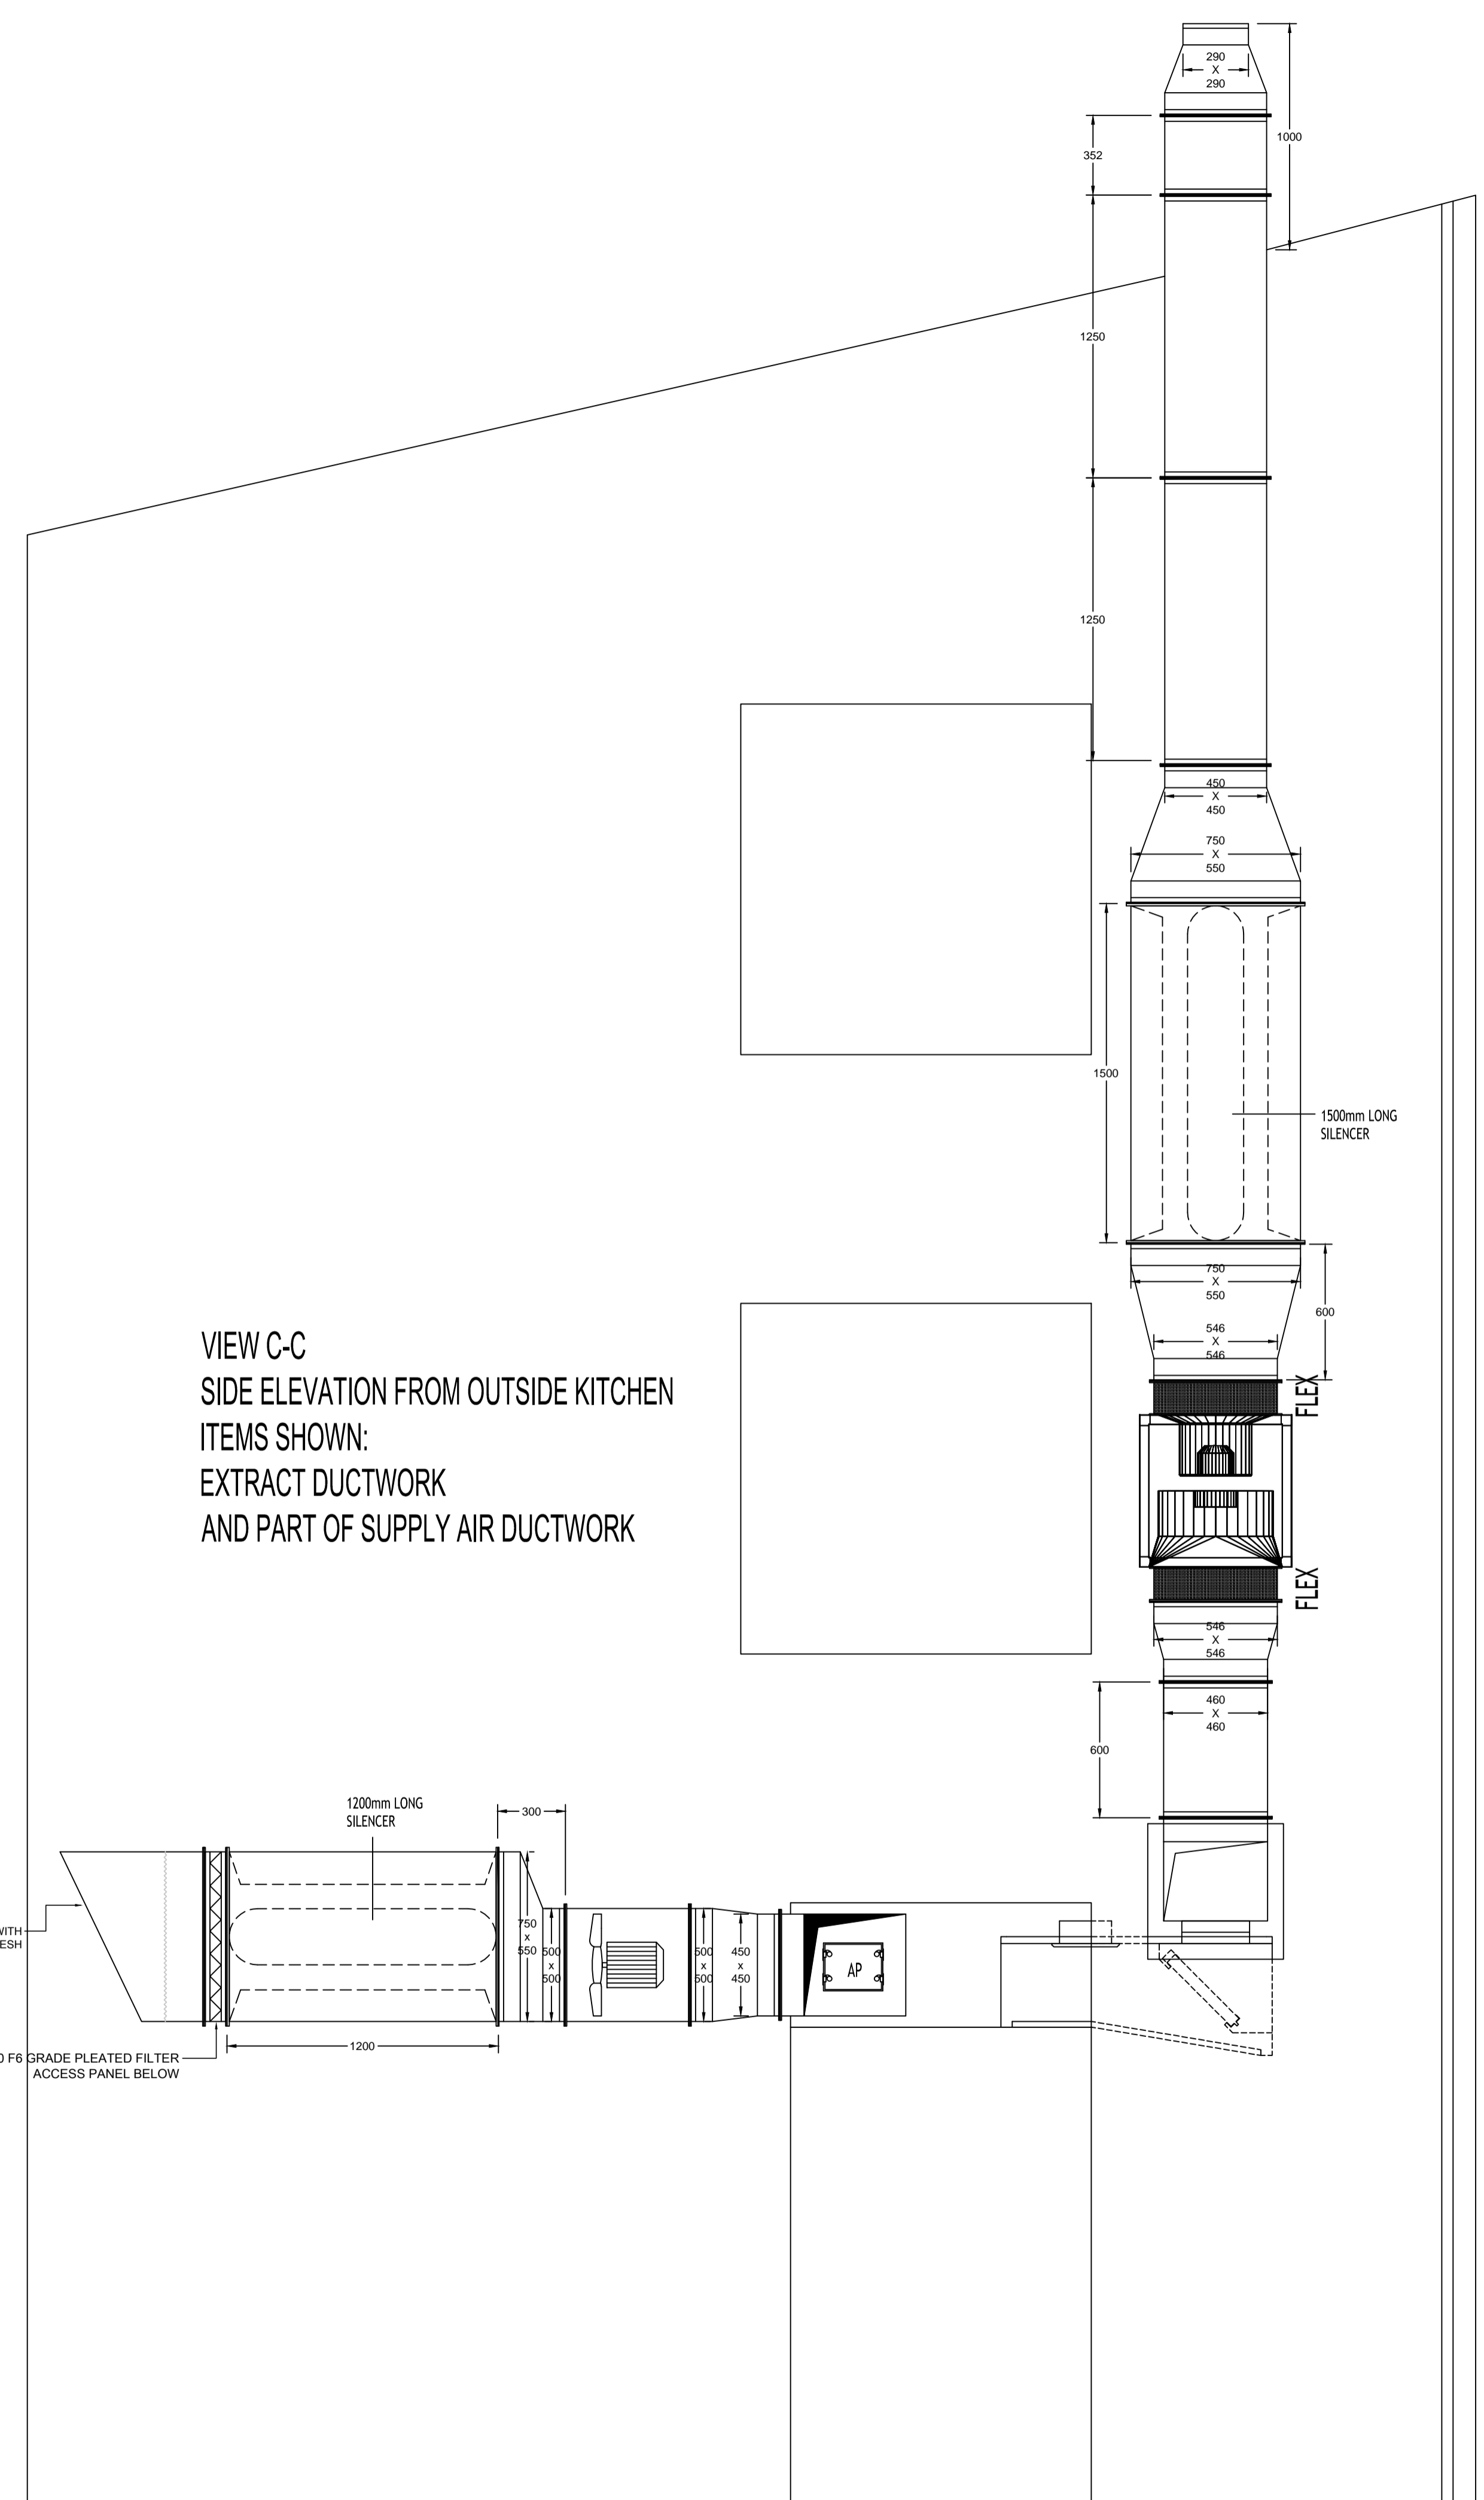 290
X
290
1000
352
1250
1250
450
X
450
750
X
550
1500
1500mm LONG
SILENCER
750
X
550
600
546
X
546
FLEX
VIEW C-C
SIDE ELEVATION FROM OUTSIDE KITCHEN
ITEMS SHOWN:
EXTRACT DUCTWORK
AND PART OF SUPPLY AIR DUCTWORK
FLEX
546
X
546
460
X
460
600
1200mm LONG
SILENCER
300
750
x
550
500
x
500
500
x
500
450
x
450
AP
WITH
ESH
1200
0 F6 GRADE PLEATED FILTER
ACCESS PANEL BELOW